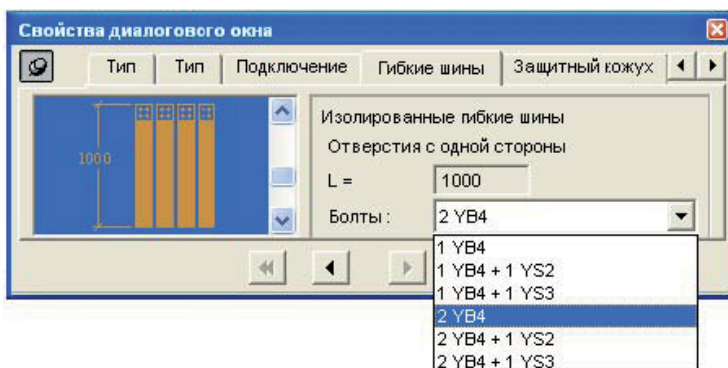 Свойства диалогового окна
Тип Тип Подключение Гибкие шины Защитный кожух
1000
Изолированные гибкие шины
Отверстия с одной стороны
L = 1000
Болты : 2 YB4
1 YB4
1 YB4 + 1 YS2
1 YB4 + 1 YS3
2 YB4
2 YB4 + 1 YS2
2 YB4 + 1 YS3